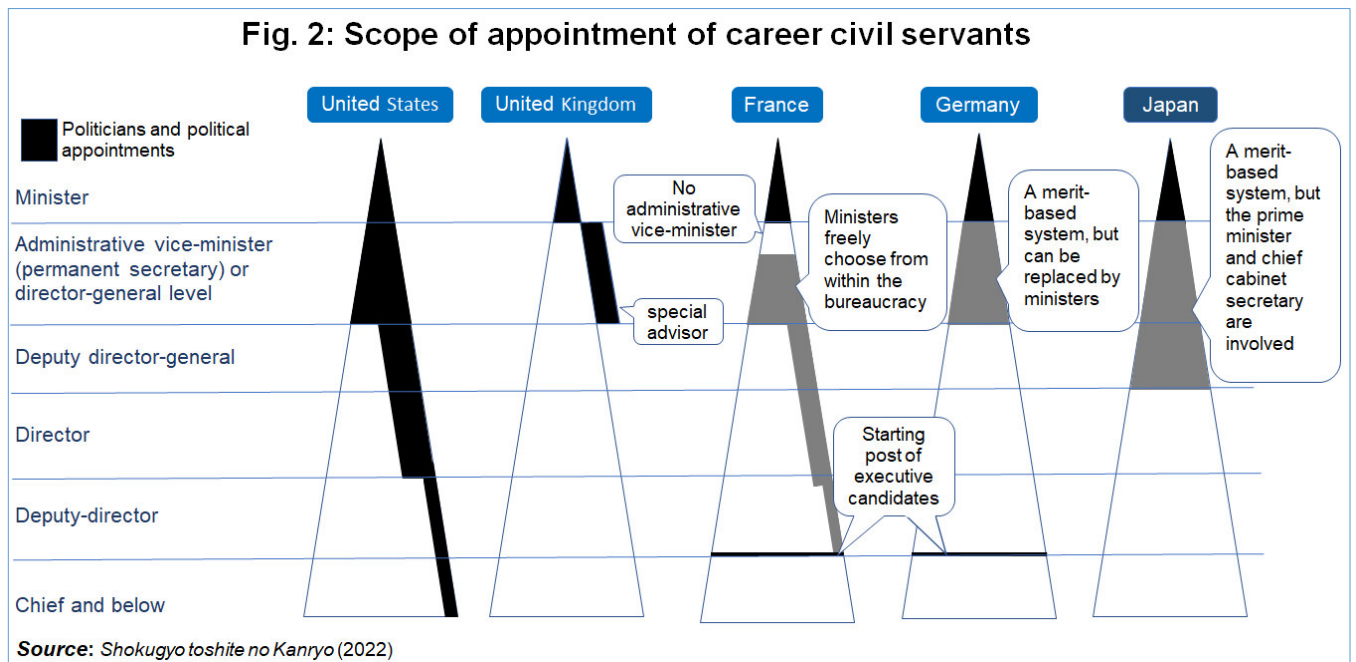 Fig. 2: Scope of appointment of career civil servants
United States
United Kingdom
France
Germany
Japan
Politicians and political
appointments
Minister
Administrative vice-minister
(permanent secretary) or
director-general level
Deputy director-general
Director
Deputy-director
Chief and below
special
advisor
No
administrative
vice-minister
Ministers
freely
choose from
within the
bureaucracy
A merit-
based
system, but
can be
replaced by
ministers
A merit-
based
system, but
the prime
minister
and chief
cabinet
secretary
are
involved
Starting
post of
executive
candidates
Source: Shokugyo toshite no Kanryo (2022)